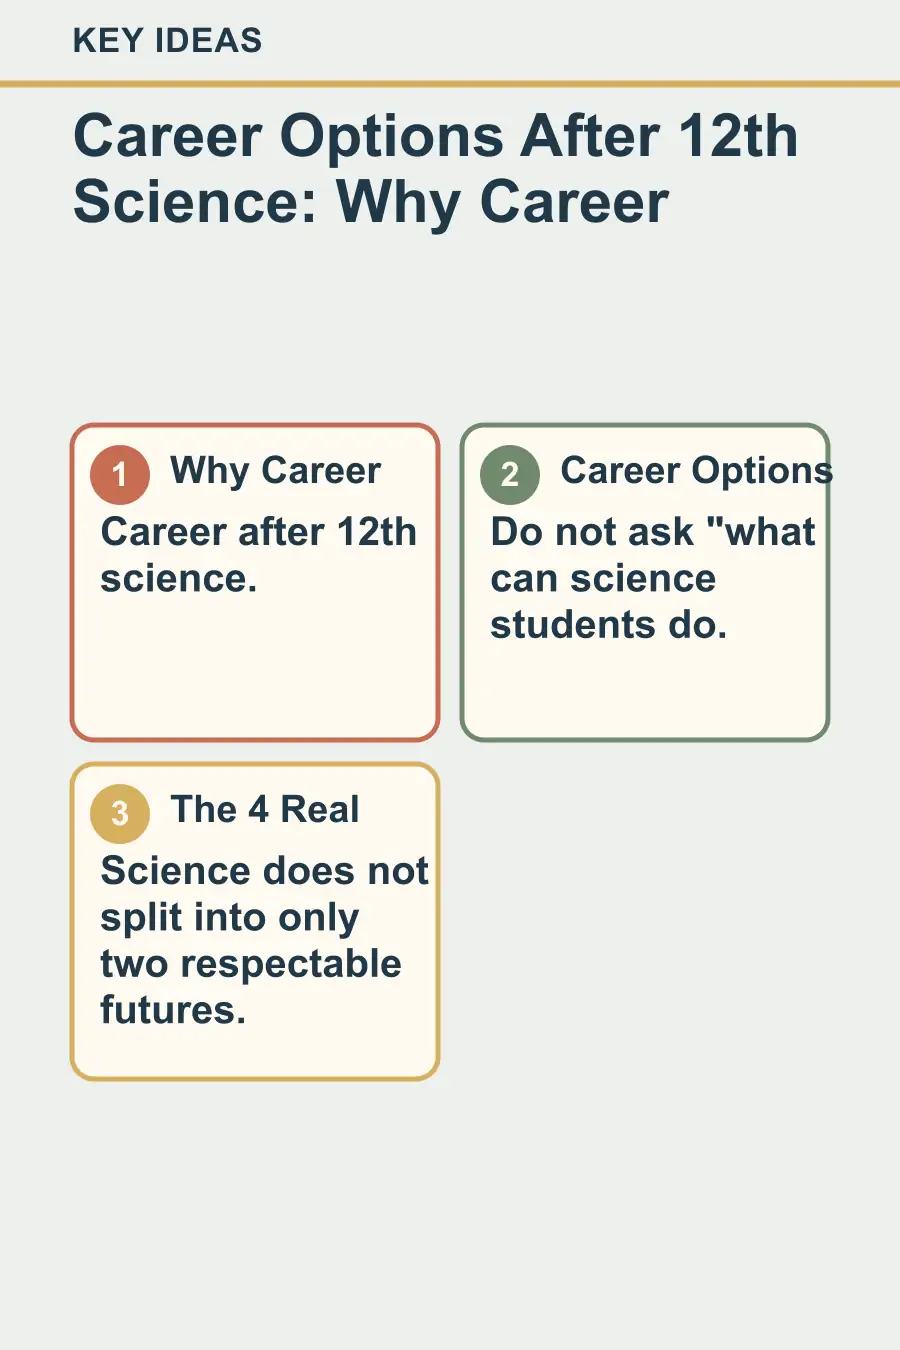 KEY IDEAS
Career Options After 12th
Science: Why Career
1 Why Career
Career after 12th
science.
2 Career Options
Do not ask "what
can science
students do.
3 The 4 Real
Science does not
split into only
two respectable
futures.